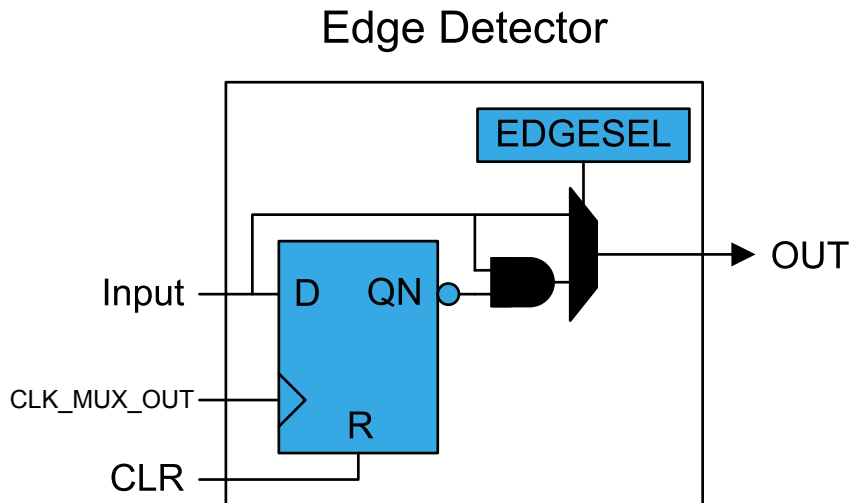 Edge Detector
EDGESEL
OUT
Input
D QN
CLK_MUX_OUT
R
CLR